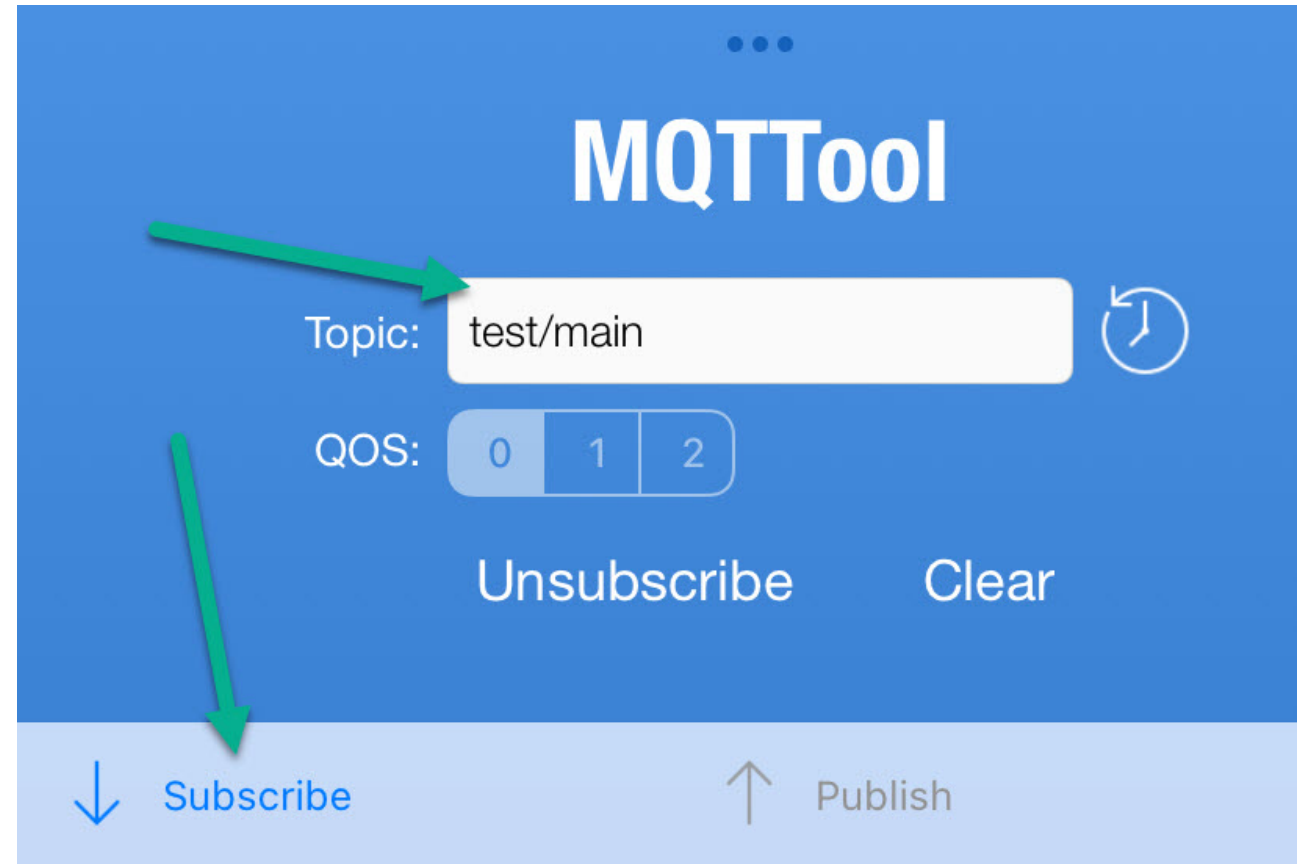 MQTTool
Topic: test/main
QOS: 0 1 2
Unsubscribe Clear
Subscribe Publish